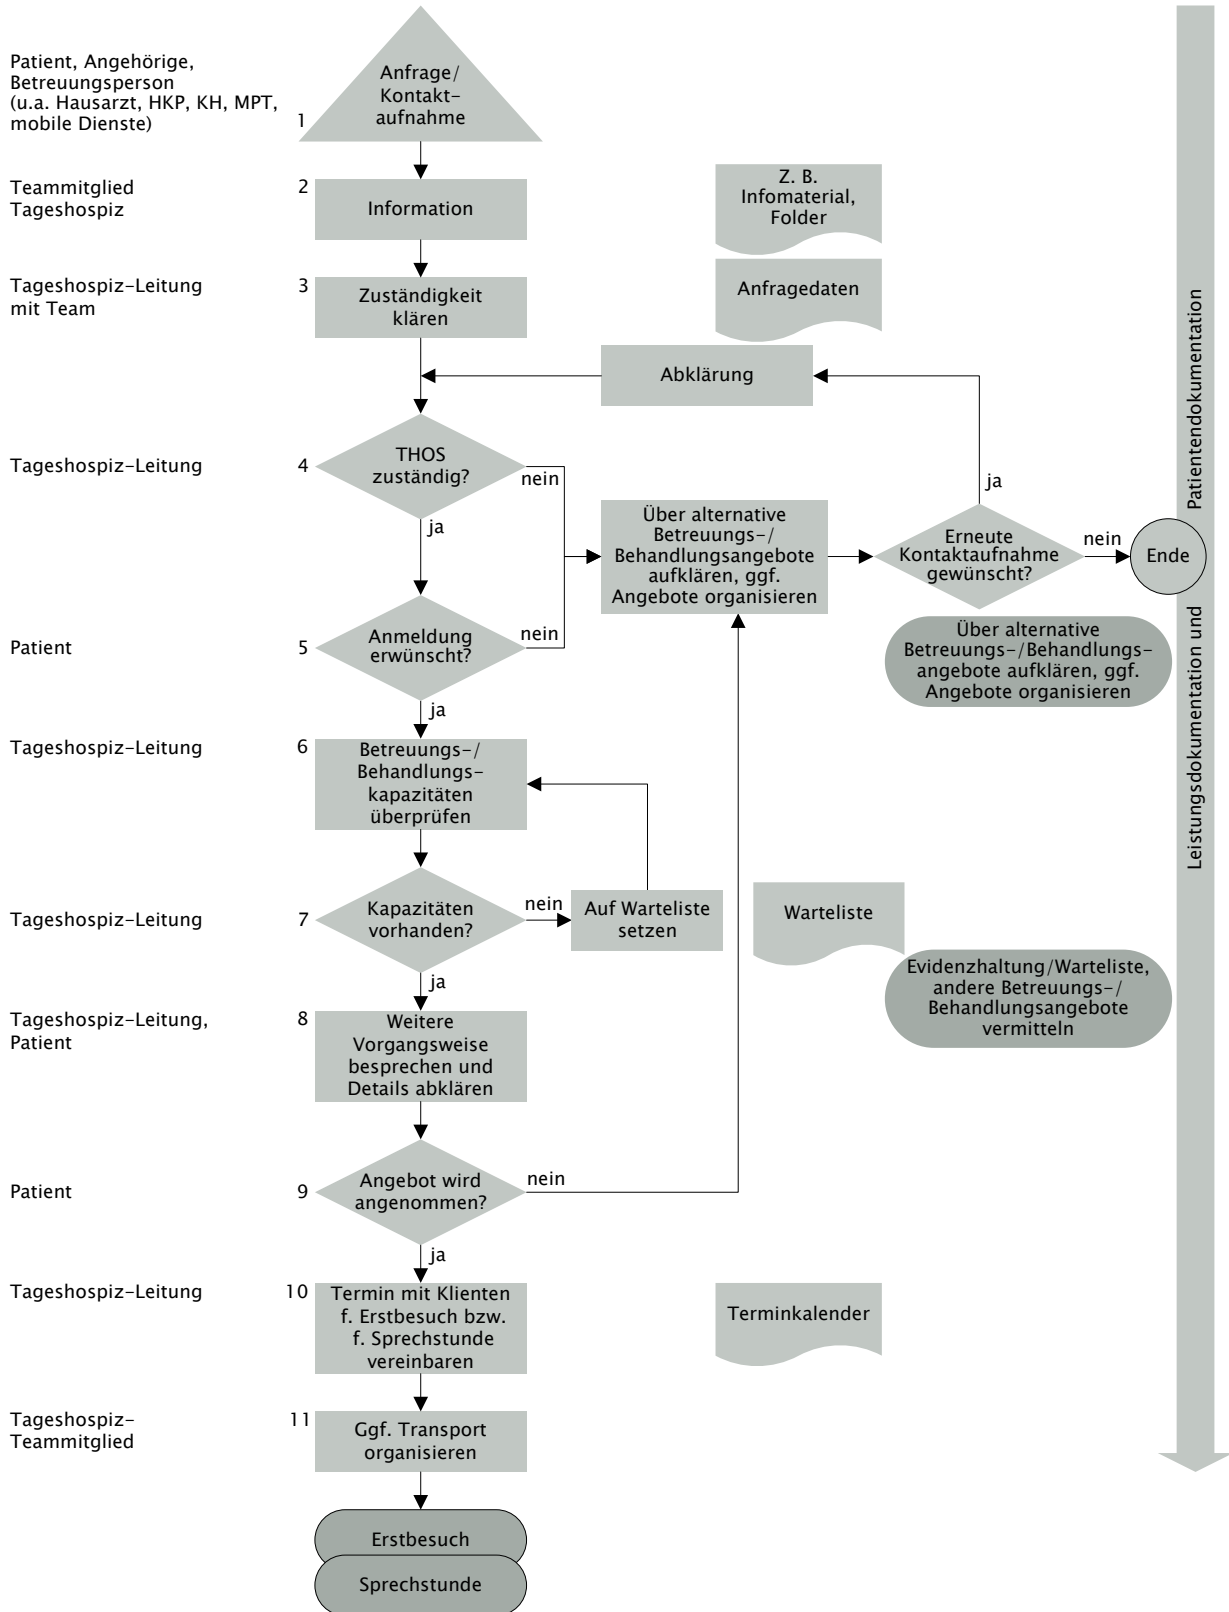 Patient, Angehörige,
Betreuungsperson
(u.a. Hausarzt, HKP, KH, MPT,
mobile Dienste)
1
Anfrage/
Kontakt-
aufnahme
Teammitglied
Tageshospiz
2
Information
Z. B.
Infomaterial,
Folder
Tageshospiz-Leitung
mit Team
3
Zuständigkeit
klären
Anfragedaten
Abklärung
Tageshospiz-Leitung
4
THOS
zuständig?
nein
ja
Über alternative
Betreuungs-/
Behandlungsangebote
aufklären, ggf.
Angebote organisieren
ja
Erneute
Kontaktaufnahme
gewünscht?
nein
Ende
Patient
5
Anmeldung
erwünscht?
nein
ja
Über alternative
Betreuungs-/Behandlungs-
angebote aufklären, ggf.
Angebote organisieren
Tageshospiz-Leitung
6
Betreuungs-/
Behandlungs-
kapazitäten
überprüfen
Tageshospiz-Leitung
7
Kapazitäten
vorhanden?
nein
ja
Auf Warteliste
setzen
Warteliste
Evidenzhaltung/Warteliste,
andere Betreuungs-/
Behandlungsangebote
vermitteln
Tageshospiz-Leitung,
Patient
8
Weitere
Vorgangsweise
besprechen und
Details abklären
Patient
9
Angebot wird
angenommen?
nein
ja
Tageshospiz-Leitung
10
Termin mit Klienten
f. Erstbesuch bzw.
f. Sprechstunde
vereinbaren
Terminkalender
Tageshospiz-
Teammitglied
11
Ggf. Transport
organisieren
Erstbesuch
Sprechstunde
Leistungsdokumentation und Patientendokumentation